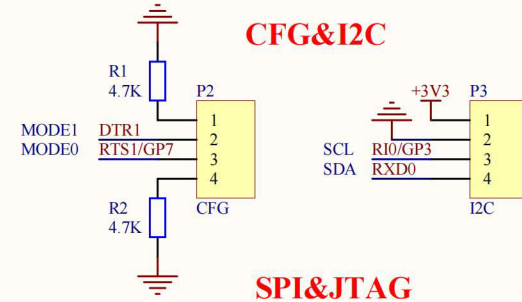 CFG&I2C
R1
4.7K
P2
1
MODE1 DTR1 2
MODE0 RTS1/GP7 3
4
R2
4.7K
CFG
+3V3 P3
1
2
SCL RI0/GP3 3
SDA RXD0 4
I2C
SPI&JTAG